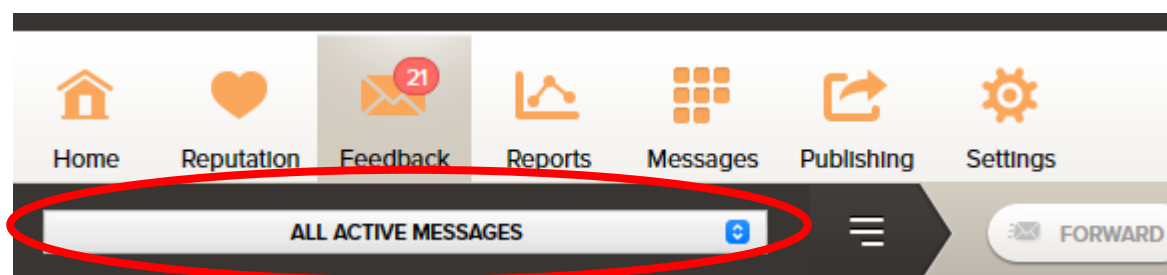 21
Home Reputation Feedback Reports Messages Publishing Settings
ALL ACTIVE MESSAGES FORWARD